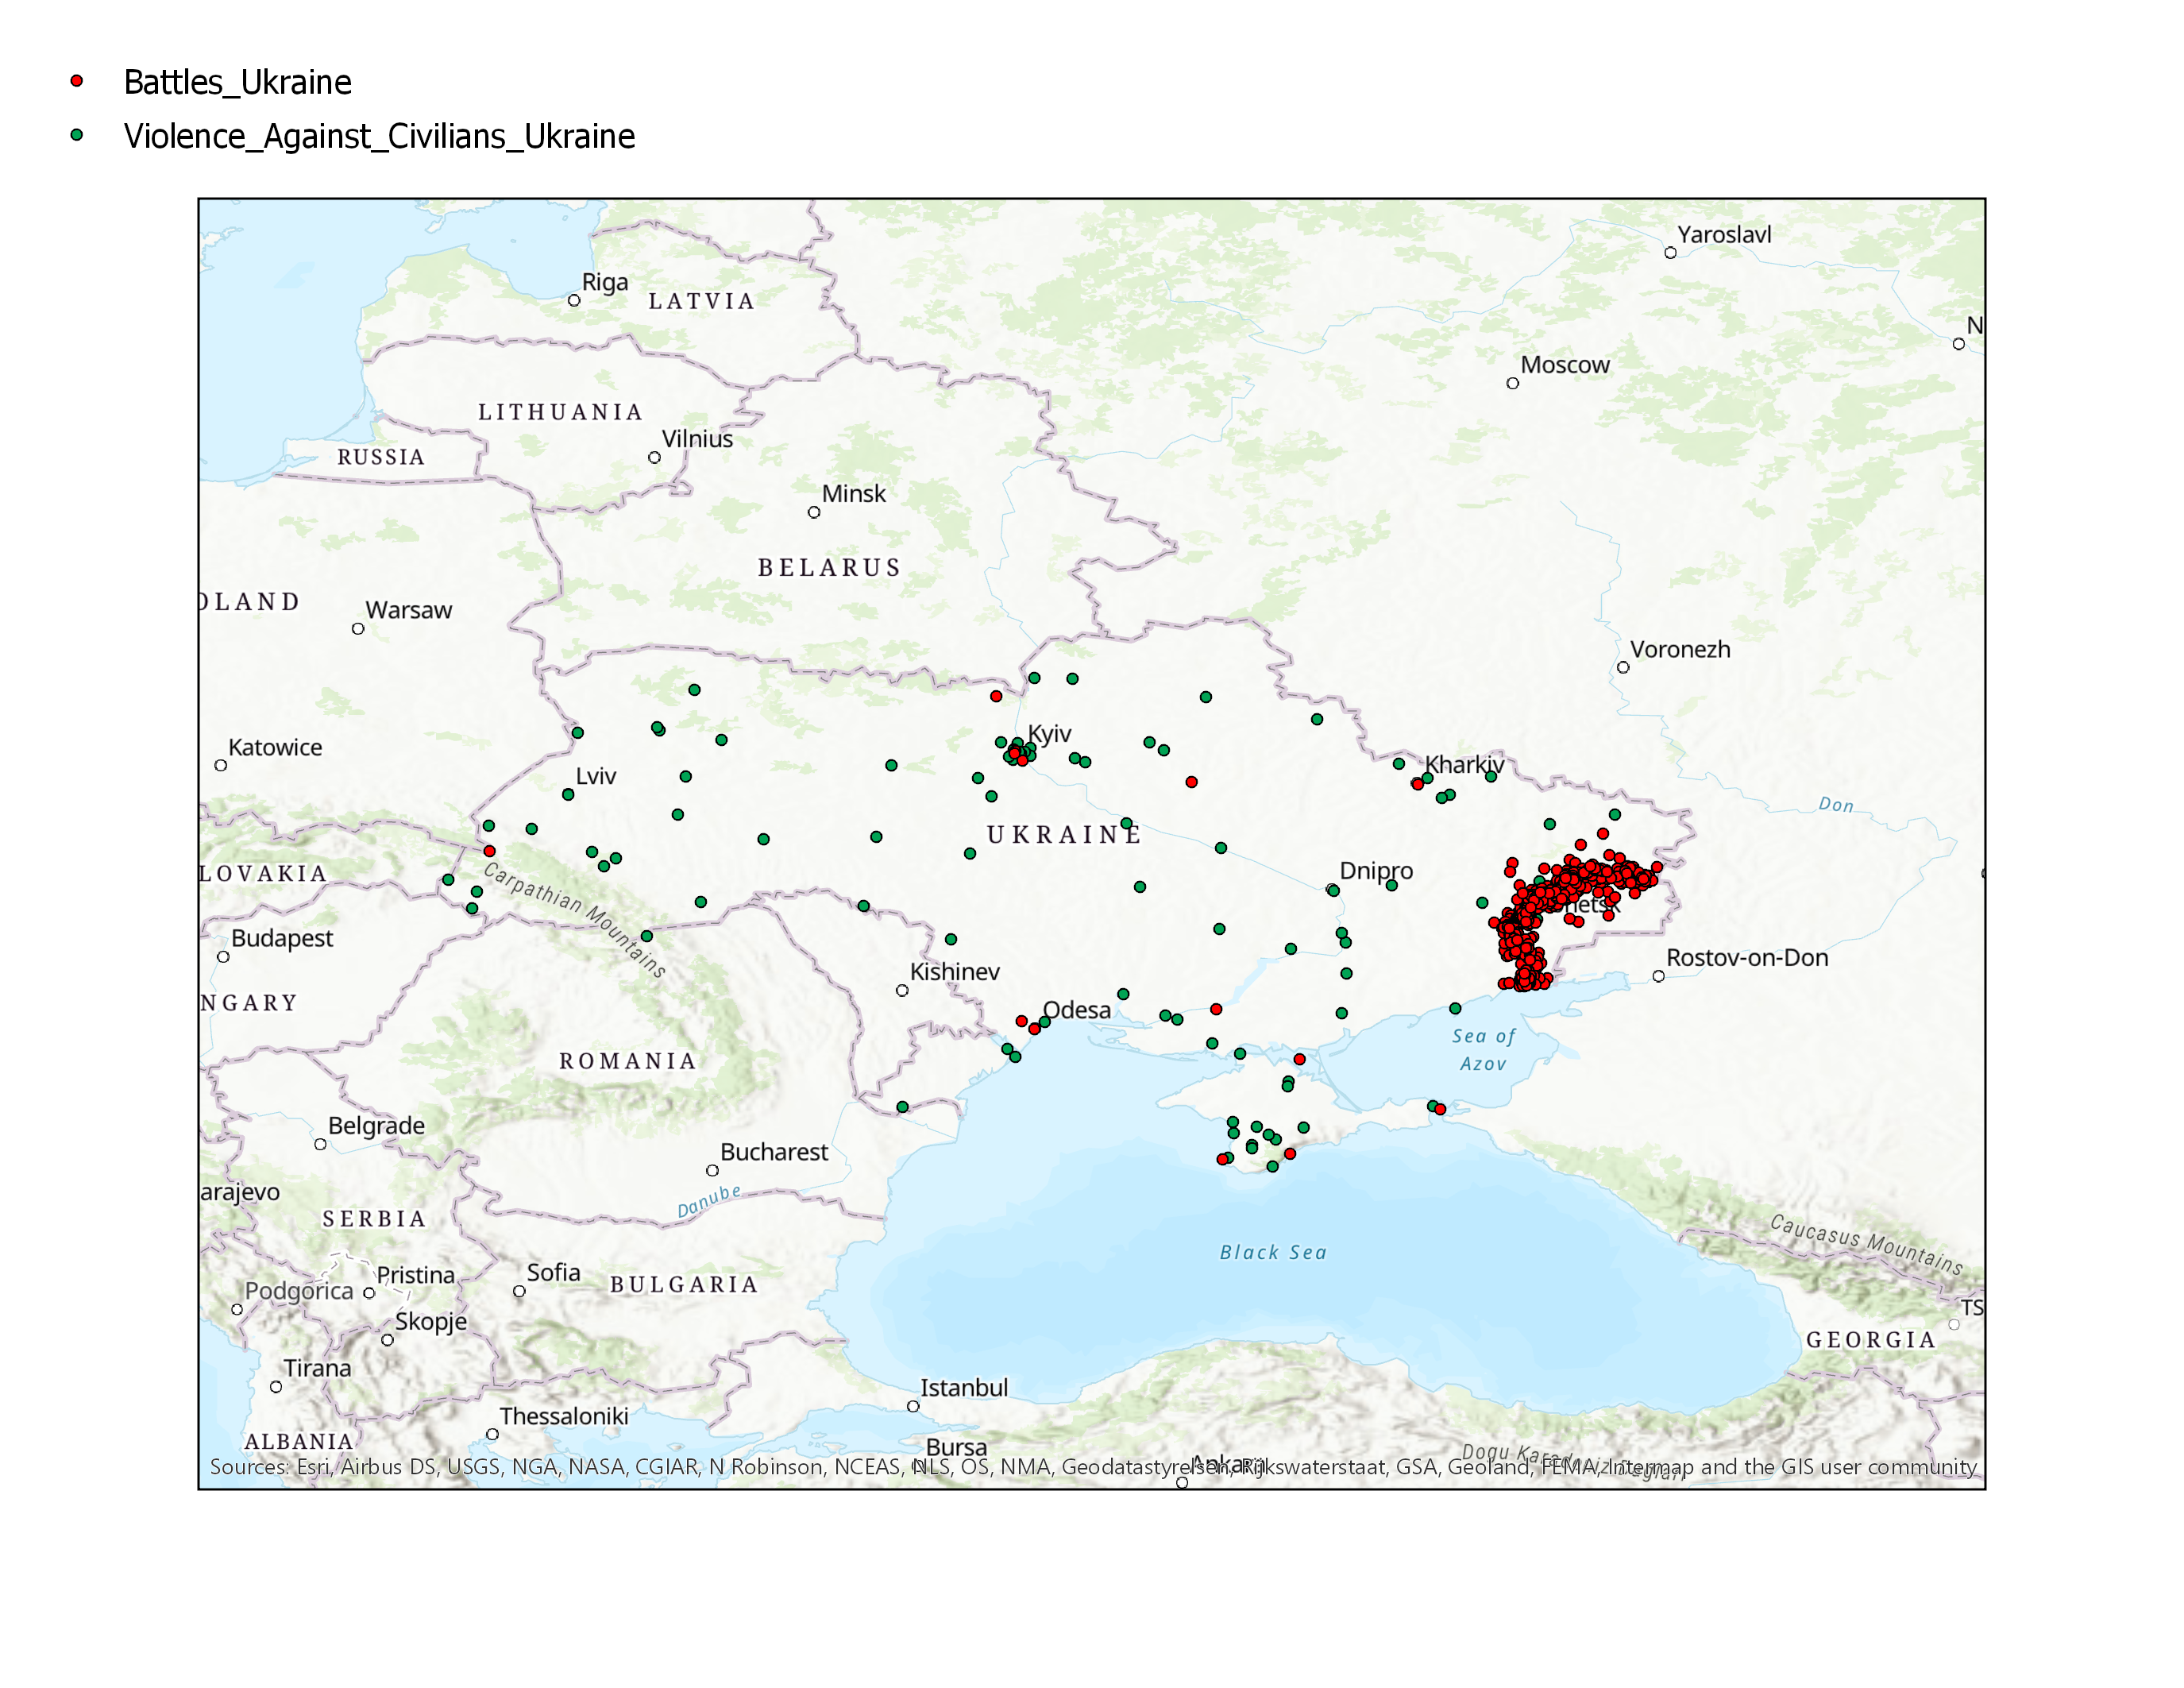 Battles_Ukraine
Violence_Against_Civilians_Ukraine
Yaroslavl
Riga
LATVIA
N
Moscow
LITHUANIA
Vilnius
RUSSIA
Minsk
BELARUS
OLAND
Warsaw
Voronezh
Kyiv
Katowice
Kharkiv
Lviv
Don
UKRAINE
LOVAKIA
Carpathian Mountains
Dnipro
Budapest
Rostov-on-Don
Kishinev
NGARY
Odesa
Sea of
Azov
ROMANIA
Belgrade
Bucharest
Danube
arajevo
SERBIA
Caucasus Mountains
Black Sea
Sofia
Pristina
BULGARIA
Podgorica
TS
Skopje
GEORGIA
Tirana
Istanbul
Thessaloniki
ALBANIA
Bursa
Ankara
Sources: Esri, Airbus DS, USGS, NGA, NASA, CGIAR, N Robinson, NCEAS, NLS, OS, NMA, Geodatastyrelsen, Rijkswaterstaat, GSA, Geoland, FEMA, Intermap and the GIS user community